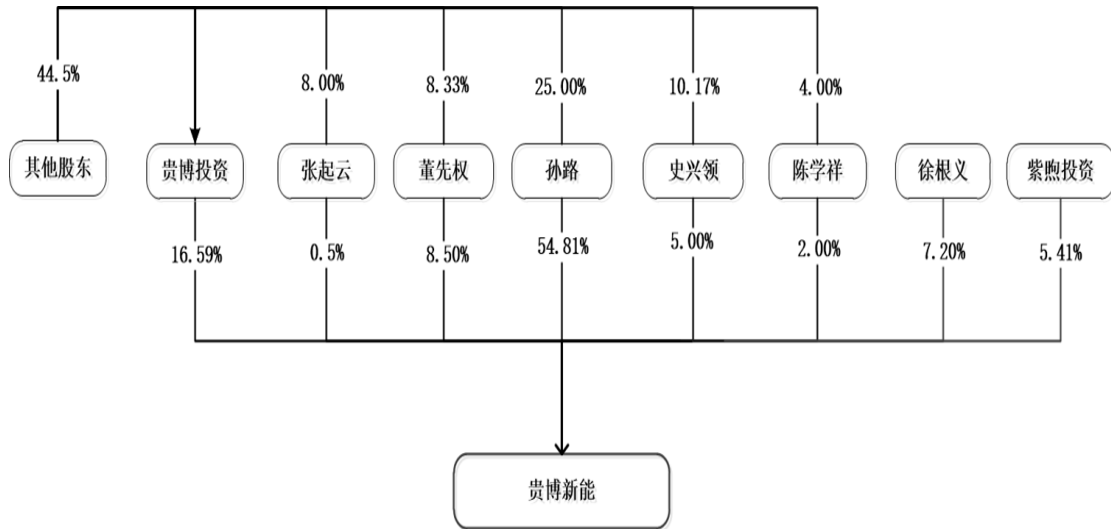 44.5%
8.00%
8.33%
25.00%
10.17%
4.00%
其他股东
贵博投资
张起云
董先权
孙路
史兴领
陈学祥
徐根义
紫煦投资
16.59%
0.5%
8.50%
54.81%
5.00%
2.00%
7.20%
5.41%
贵博新能